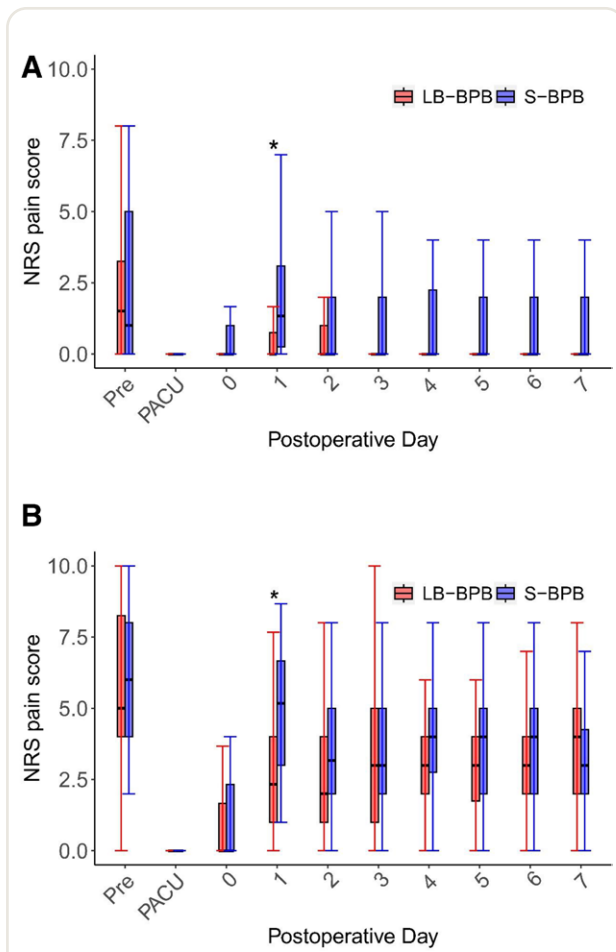 A
10.0
LB−BPB S−BPB
7.5
*
NRS pain score
5.0
2.5
0.0
Pre PACU 0 1 2 3 4 5 6 7
Postoperative Day
B
10.0
LB−BPB S−BPB
*
7.5
NRS pain score
5.0
2.5
0.0
Pre PACU 0 1 2 3 4 5 6 7
Postoperative Day